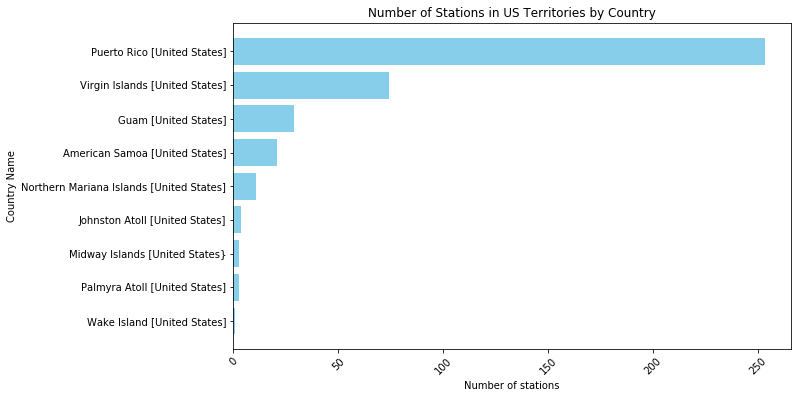 Number of Stations in US Territories by Country
Country Name
Puerto Rico [United States]
Virgin Islands [United States]
Guam [United States]
American Samoa [United States]
Northern Mariana Islands [United States]
Johnston Atoll [United States]
Midway Islands [United States}
Palmyra Atoll [United States]
Wake Island [United States]
0
50
100
150
200
250
Number of stations